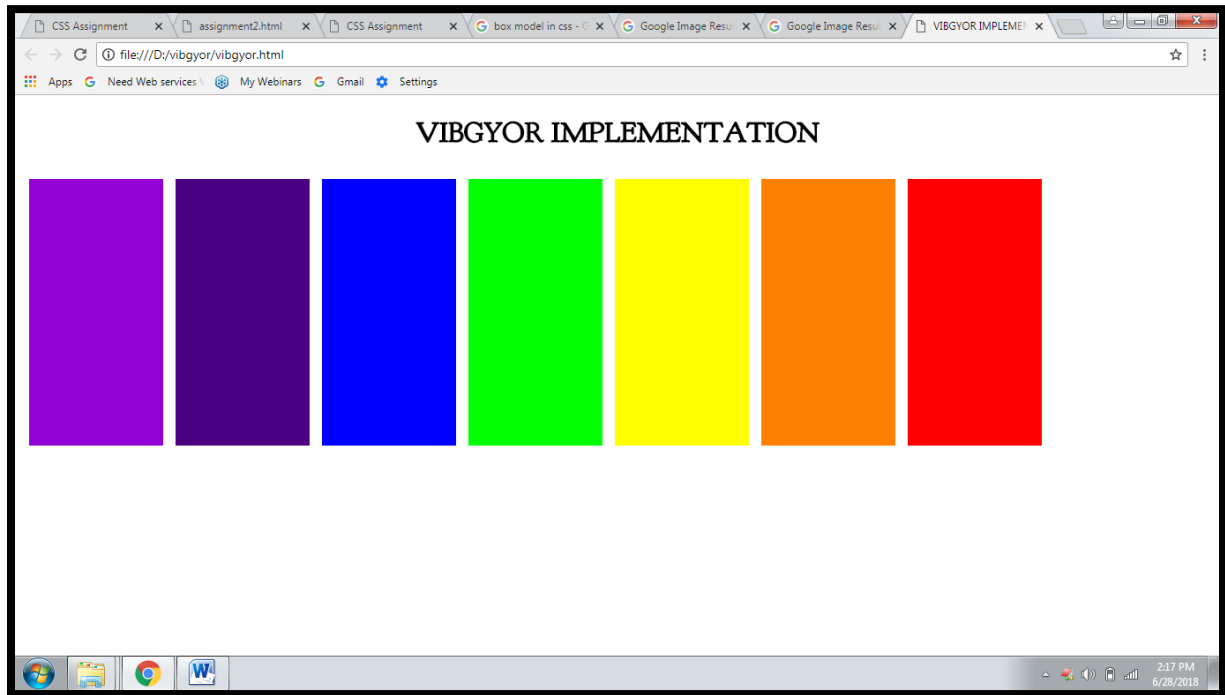 CSS Assignment
assignment2.html
CSS Assignment
box model in css - G
Google Image Resul
Google Image Resul
VIBGYOR IMPLEMEN
file:///D:/vibgyor/vibgyor.html
Apps
Need Web services
My Webinars
Gmail
Settings
VIBGYOR IMPLEMENTATION
W
2:17 PM
6/28/2018